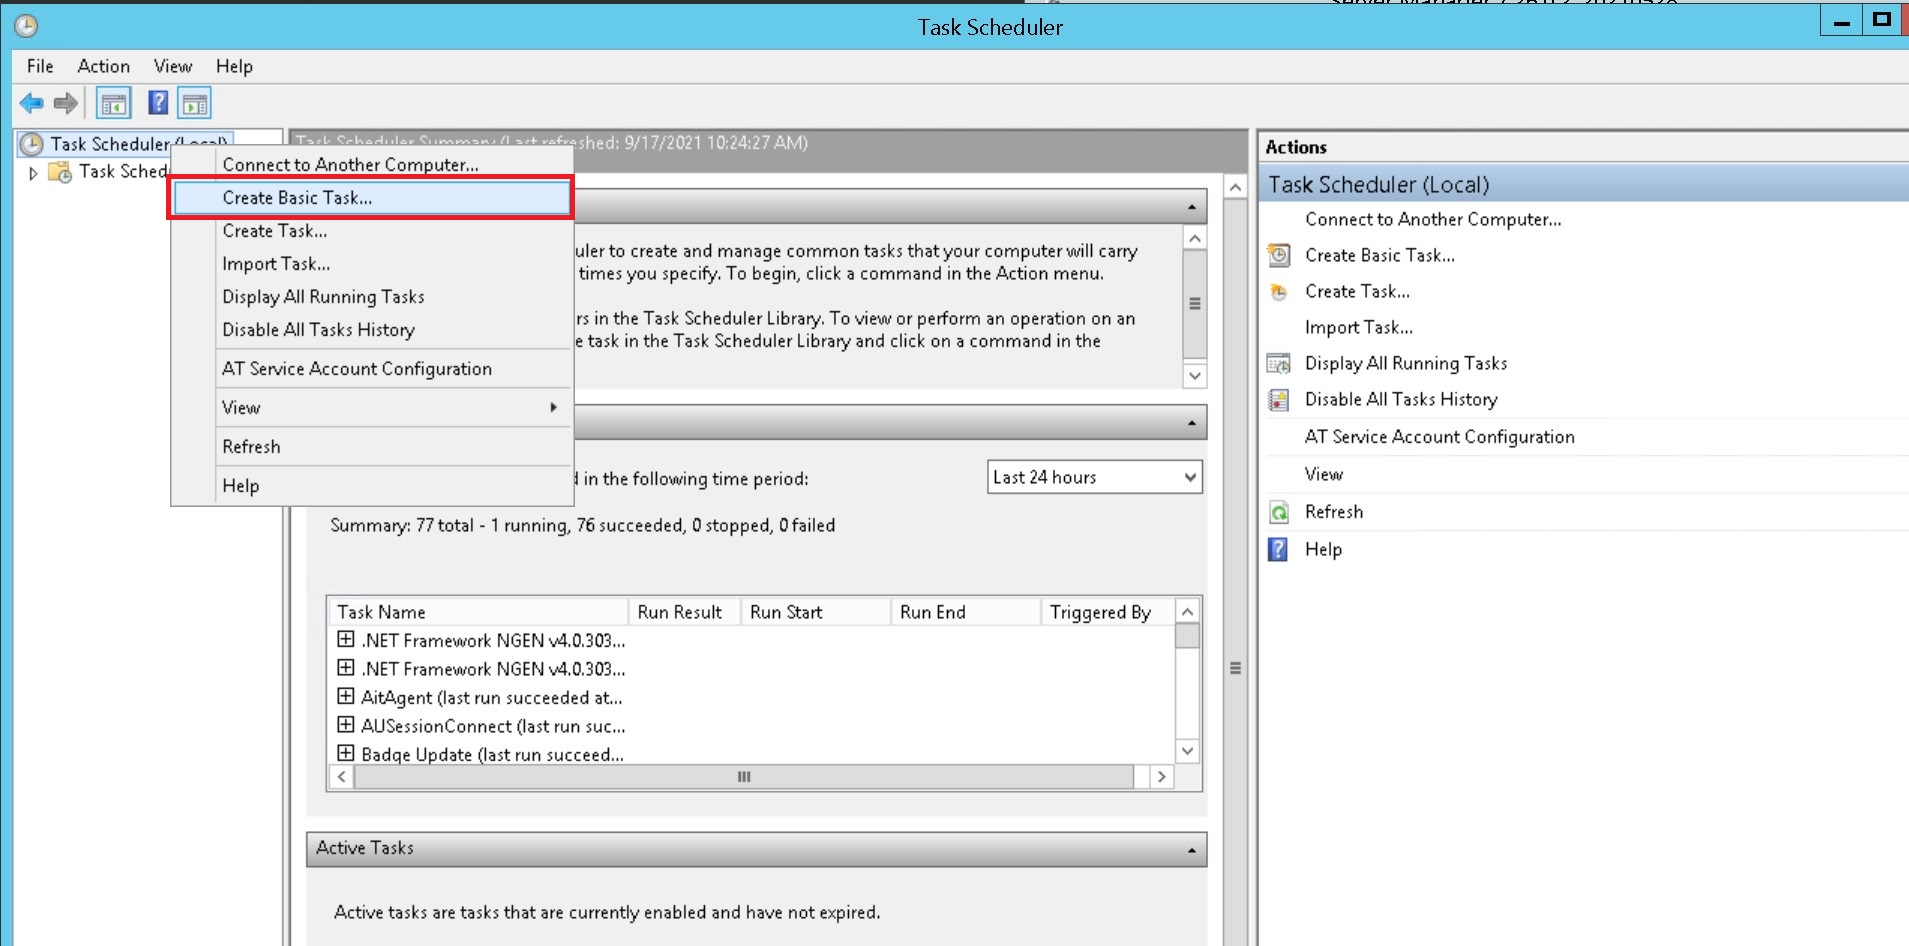 Server Manager
Task Scheduler
File Action View Help
Task Scheduler (Local)
Task Scheduler Summary (Last refreshed: 9/17/2021 10:24:27 AM)
Connect to Another Computer...
Create Basic Task...
Create Task...
Import Task...
Display All Running Tasks
Disable All Tasks History
AT Service Account Configuration
View
Refresh
Help
to create and manage common tasks that your computer will carry
times you specify. To begin, click a command in the Action menu.
in the Task Scheduler Library. To view or perform an operation on an
task in the Task Scheduler Library and click on a command in the
in the following time period:
Last 24 hours
Summary: 77 total - 1 running, 76 succeeded, 0 stopped, 0 failed
Task Name Run Result Run Start Run End Triggered By
.NET Framework NGEN v4.0.303...
.NET Framework NGEN v4.0.303...
AitAgent (last run succeeded at...
AUSessionConnect (last run suc...
Badge Update (last run succeed...
Active Tasks
Active tasks are tasks that are currently enabled and have not expired.
Actions
Task Scheduler (Local)
Connect to Another Computer...
Create Basic Task...
Create Task...
Import Task...
Display All Running Tasks
Disable All Tasks History
AT Service Account Configuration
View
Refresh
Help